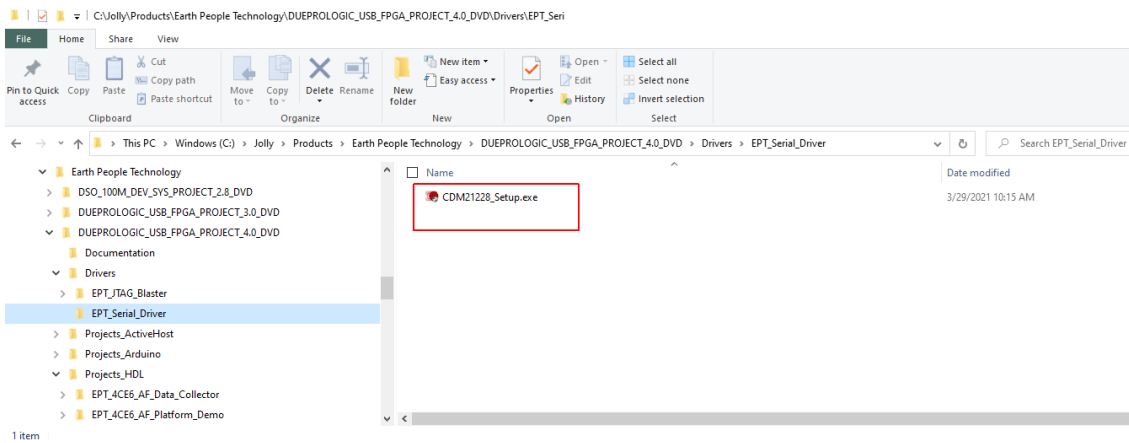 C:\Jolly\Products\Earth People Technology\DUEPROLOGIC_USB_FPGA_PROJECT_4.0_DVD\Drivers\EPT_Seri
File Home Share View
Pin to Quick access
Copy
Paste
Cut
Copy path
Paste shortcut
Clipboard
Move to
Copy to
Delete
Rename
Organize
New folder
New item
Easy access
New
Properties
Open
Edit
History
Open
Select all
Select none
Invert selection
Select
This PC > Windows (C:) > Jolly > Products > Earth People Technology > DUEPROLOGIC_USB_FPGA_PROJECT_4.0_DVD > Drivers > EPT_Serial_Driver
Search EPT_Serial_Driver
Earth People Technology
DSO_100M_DEV_SYS_PROJECT_2.8_DVD
DUEPROLOGIC_USB_FPGA_PROJECT_3.0_DVD
DUEPROLOGIC_USB_FPGA_PROJECT_4.0_DVD
Documentation
Drivers
EPT_JTAG_Blaster
EPT_Serial_Driver
Projects_ActiveHost
Projects_Arduino
Projects_HDL
EPT_4CE6_AF_Data_Collector
EPT_4CE6_AF_Platform_Demo
Name Date modified
CDM21228_Setup.exe 3/29/2021 10:15 AM
1 item